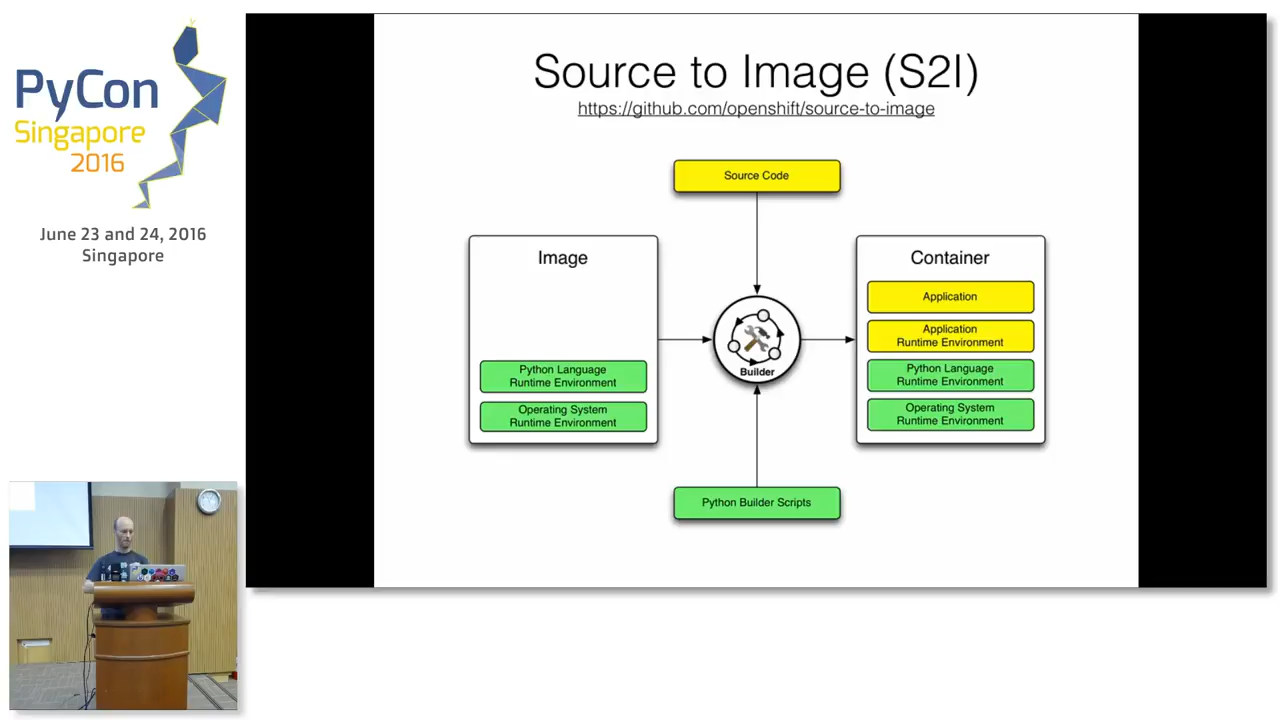 PyCon
Singapore
2016
June 23 and 24, 2016
Singapore
Source to Image (S2I)
https://github.com/openshift/source-to-image
Source Code
Image
Python Language
Runtime Environment
Operating System
Runtime Environment
Builder
Container
Application
Application
Runtime Environment
Python Language
Runtime Environment
Operating System
Runtime Environment
Python Builder Scripts